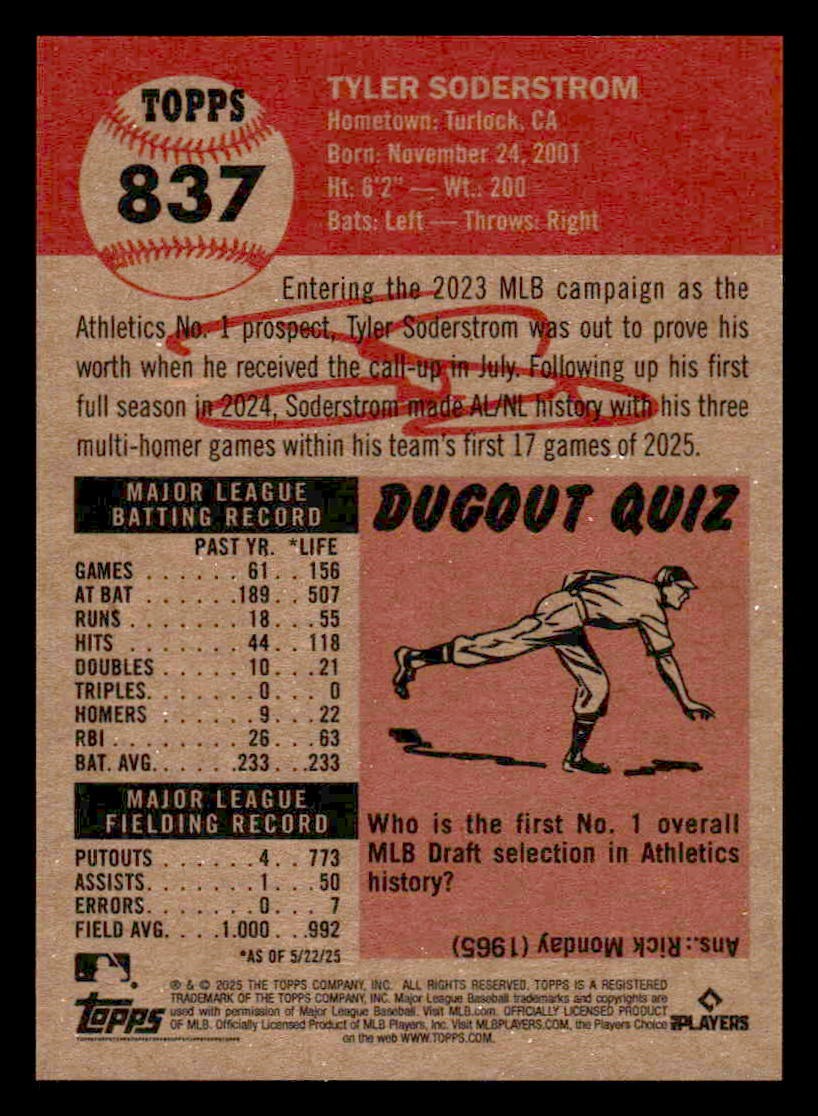 TOPPS
837
TYLER SODERSTROM
Hometown: Turlock, CA
Born: November 24, 2001
Ht: 6'2" — Wt.: 200
Bats: Left — Throws: Right
Entering the 2023 MLB campaign as the
Athletics No. 1 prospect, Tyler Soderstrom was out to prove his
worth when he received the call-up in July. Following up his first
full season in 2024, Soderstrom made AL/NL history with his three
multi-homer games within his team's first 17 games of 2025.
MAJOR LEAGUE
BATTING RECORD
PAST YR. *LIFE
GAMES . . . . . . . 61 . . 156
AT BAT . . . . . . .189. . 507
RUNS . . . . . . . . 18 . . .55
HITS . . . . . . . . 44. . 118
DOUBLES . . . . . . 10. . .21
TRIPLES. . . . . . . .0. . . 0
HOMERS . . . . . . .9. . .22
RBI . . . . . . . . . 26 . . .63
BAT. AVG. . . . . . .233. .233
MAJOR LEAGUE
FIELDING RECORD
PUTOUTS . . . . . . . 4. . 773
ASSISTS. . . . . . . .1. . .50
ERRORS. . . . . . . .0. . . 7
FIELD AVG. . . .1.000 . .992
*AS OF 5/22/25
DUGOUT QUIZ
Who is the first No. 1 overall
MLB Draft selection in Athletics
history?
Ans.: Rick Monday (1965)
® & © 2025 THE TOPPS COMPANY, INC. ALL RIGHTS RESERVED. TOPPS IS A REGISTERED
TRADEMARK OF THE TOPPS COMPANY, INC. Major League Baseball trademarks and copyrights are
used with permission of Major League Baseball. Visit MLB.com. OFFICIALLY LICENSED PRODUCT
OF MLB. Officially Licensed Product of MLB Players, Inc. Visit MLBPLAYERS.COM, the Players Choice
on the web WWW.TOPPS.COM.
topps
MLBPLAYERS